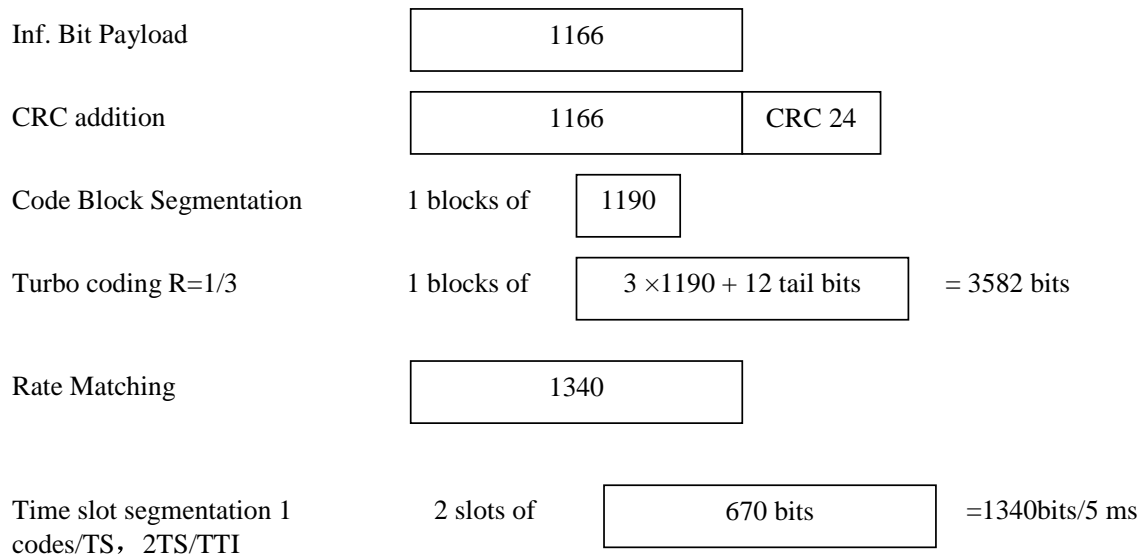 Inf. Bit Payload 1166
CRC addition 1166 CRC 24
Code Block Segmentation 1 blocks of 1190
Turbo coding R=1/3 1 blocks of 3 ×1190 + 12 tail bits = 3582 bits
Rate Matching 1340
Time slot segmentation 1 2 slots of 670 bits =1340bits/5 ms
codes/TS，2TS/TTI